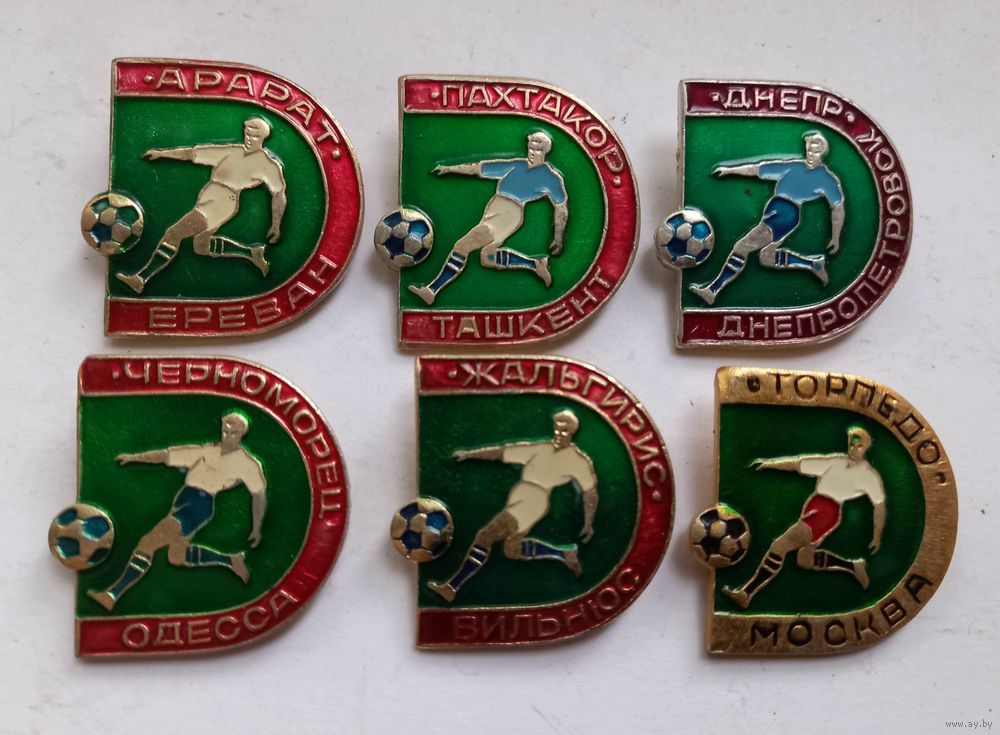 ·АРАРАТ·
ЕРЕВАН
·ПАХТАКОР·
ТАШКЕНТ
·ДНЕПР·
ДНЕПРОПЕТРОВСК
·ЧЕРНОМОРЕЦ·
ОДЕССА
·ЖАЛЬГИРИС·
ВИЛЬНЮС
"ТОРПЕДО"
МОСКВА
www.ay.by